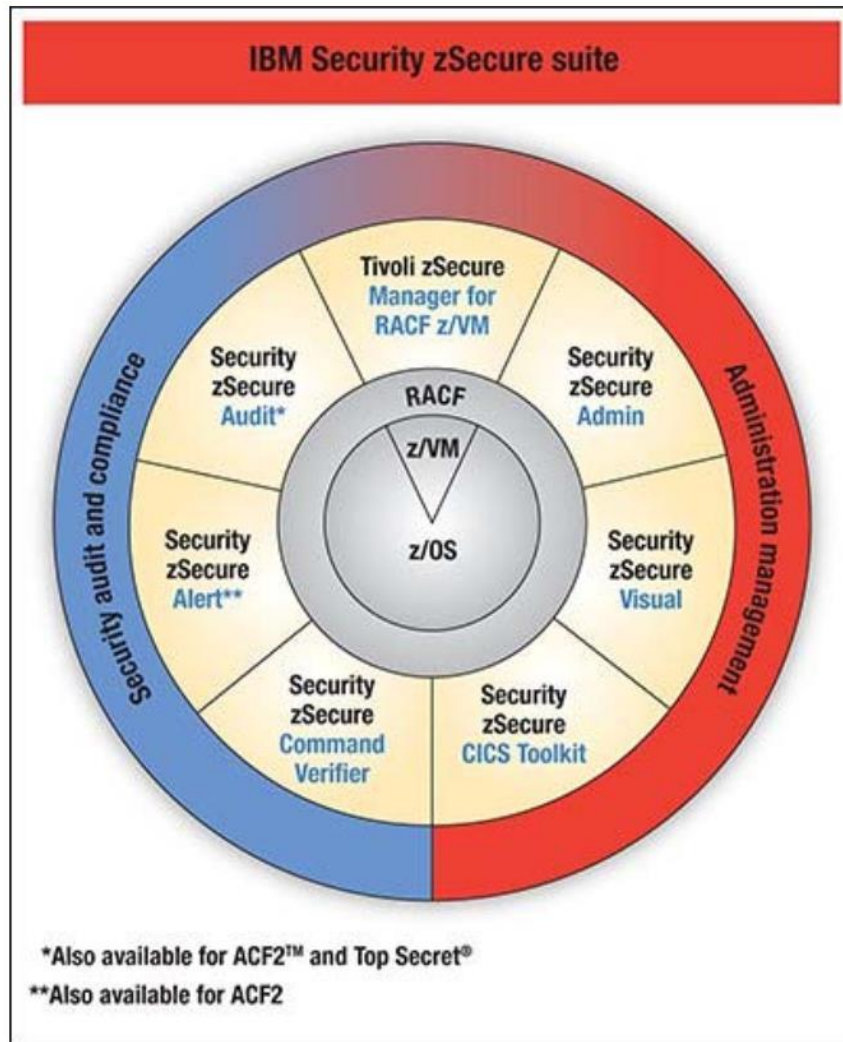 IBM Security zSecure suite
Tivoli zSecure
Manager for
RACF z/VM
Security
zSecure
Admin
Security
zSecure
Visual
Security
zSecure
CICS Toolkit
Security
zSecure
Command
Verifier
Security
zSecure
Alert**
Security
zSecure
Audit*
RACF
z/VM
z/OS
Security audit and compliance
Administration management
*Also available for ACF2™ and Top Secret®
**Also available for ACF2